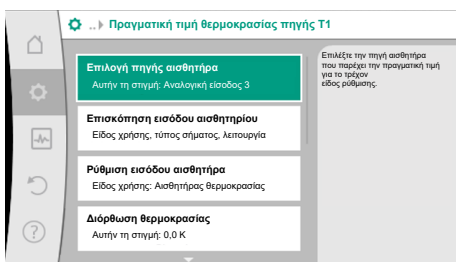 ..▸ Πραγματική τιμή θερμοκρασίας πηγής T1
Επιλογή πηγής αισθητήρα
Αυτήν τη στιγμή: Αναλογική είσοδος 3
Επισκόπηση εισόδου αισθητηρίου
Είδος χρήσης, τύπος σήματος, λειτουργία
Ρύθμιση εισόδου αισθητήρα
Είδος χρήσης: Αισθητήρας θερμοκρασίας
Διόρθωση θερμοκρασίας
Αυτήν τη στιγμή: 0,0 K
Επιλέξτε την πηγή αισθητήρα
που παρέχει την πραγματική τιμή
για το τρέχον
είδος ρύθμισης.